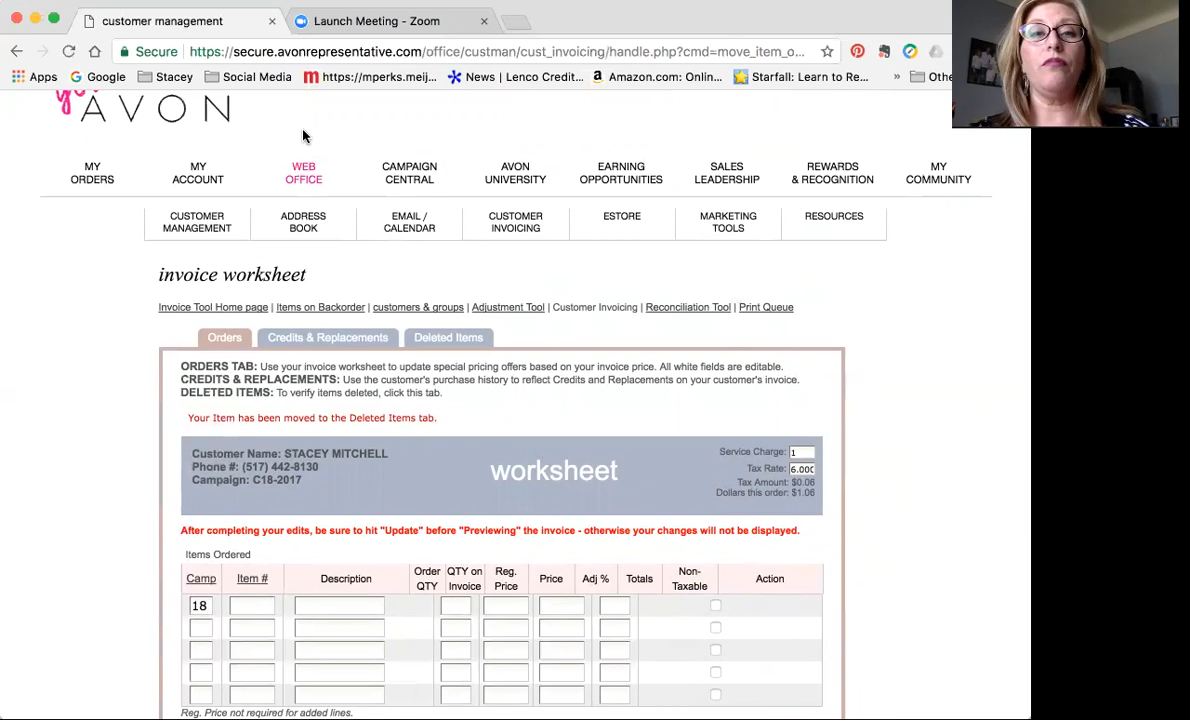 customer management
Launch Meeting - Zoom
Secure https://secure.avonrepresentative.com/office/custman/cust_invoicing/handle.php?cmd=move_item_o...
Apps Google Stacey Social Media https://mperks.meij... News | Lenco Credit... Amazon.com: Onlin... Starfall: Learn to Re... » Othe
AVON
MY ORDERS
MY ACCOUNT
WEB OFFICE
CAMPAIGN CENTRAL
AVON UNIVERSITY
EARNING OPPORTUNITIES
SALES LEADERSHIP
REWARDS & RECOGNITION
MY COMMUNITY
CUSTOMER MANAGEMENT
ADDRESS BOOK
EMAIL / CALENDAR
CUSTOMER INVOICING
ESTORE
MARKETING TOOLS
RESOURCES
invoice worksheet
Invoice Tool Home page | Items on Backorder | customers & groups | Adjustment Tool | Customer Invoicing | Reconciliation Tool | Print Queue
Orders Credits & Replacements Deleted Items
ORDERS TAB: Use your invoice worksheet to update special pricing offers based on your invoice price. All white fields are editable.
CREDITS & REPLACEMENTS: Use the customer's purchase history to reflect Credits and Replacements on your customer's invoice.
DELETED ITEMS: To verify items deleted, click this tab.
Your Item has been moved to the Deleted Items tab.
Customer Name: STACEY MITCHELL
Phone #: (517) 442-8130
Campaign: C18-2017
worksheet
Service Charge: 1
Tax Rate: 6.000
Tax Amount: $0.06
Dollars this order: $1.06
After completing your edits, be sure to hit "Update" before "Previewing" the invoice - otherwise your changes will not be displayed.
Items Ordered
Camp Item # Description Order QTY QTY on Invoice Reg. Price Price Adj % Totals Non-Taxable Action
18
Reg. Price not required for added lines.